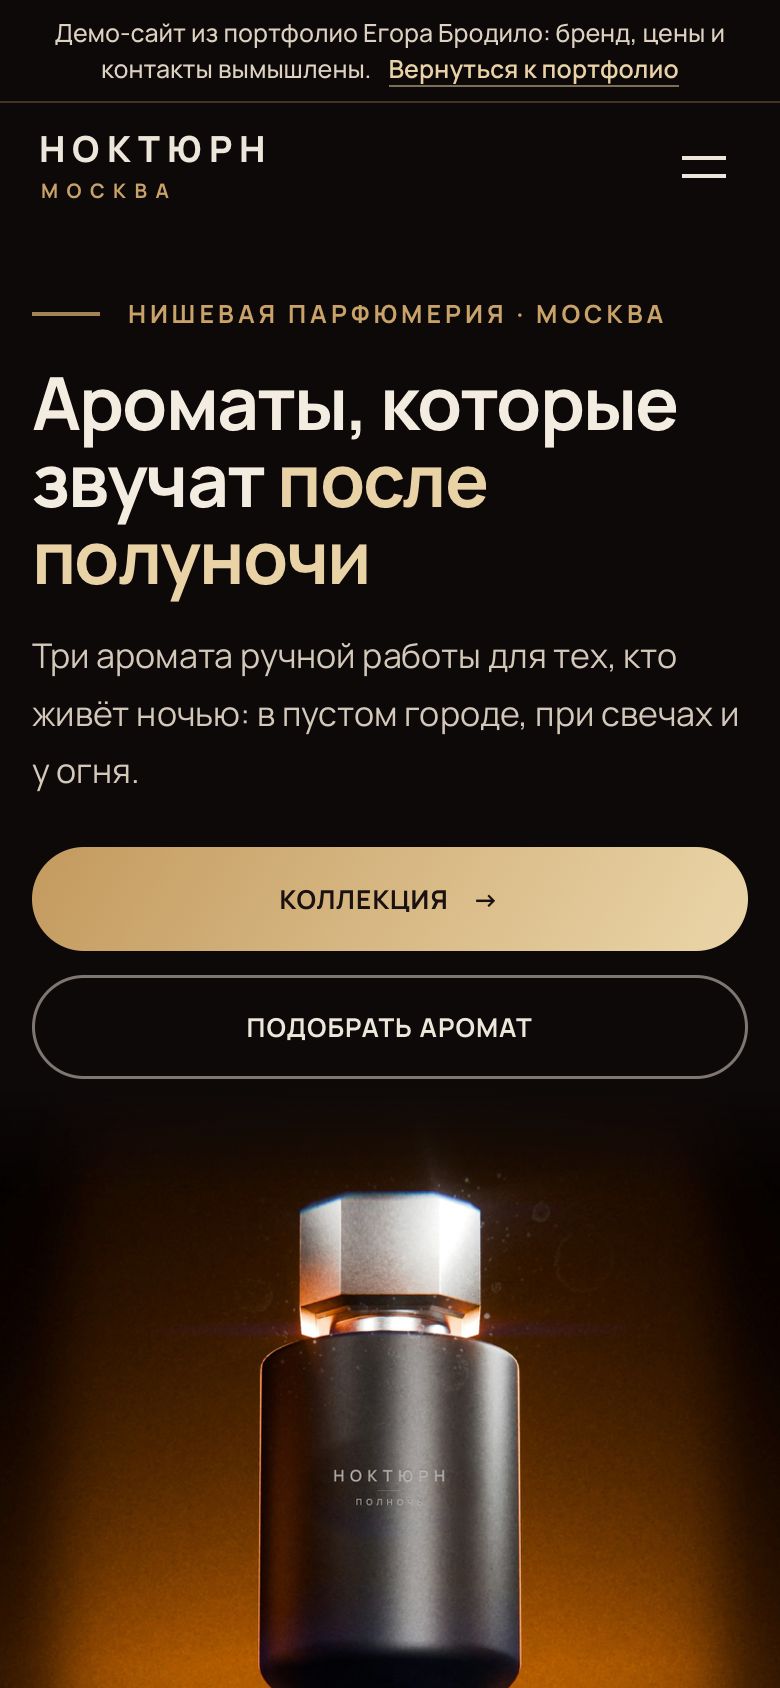 Демо-сайт из портфолио Егора Бродило: бренд, цены и
контакты вымышлены. Вернуться к портфолио
НОКТЮРН
МОСКВА
НИШЕВАЯ ПАРФЮМЕРИЯ · МОСКВА
Ароматы, которые
звучат после
полуночи
Три аромата ручной работы для тех, кто
живёт ночью: в пустом городе, при свечах и
у огня.
КОЛЛЕКЦИЯ →
ПОДОБРАТЬ АРОМАТ
НОКТЮРН
ПОЛНОЧЬ